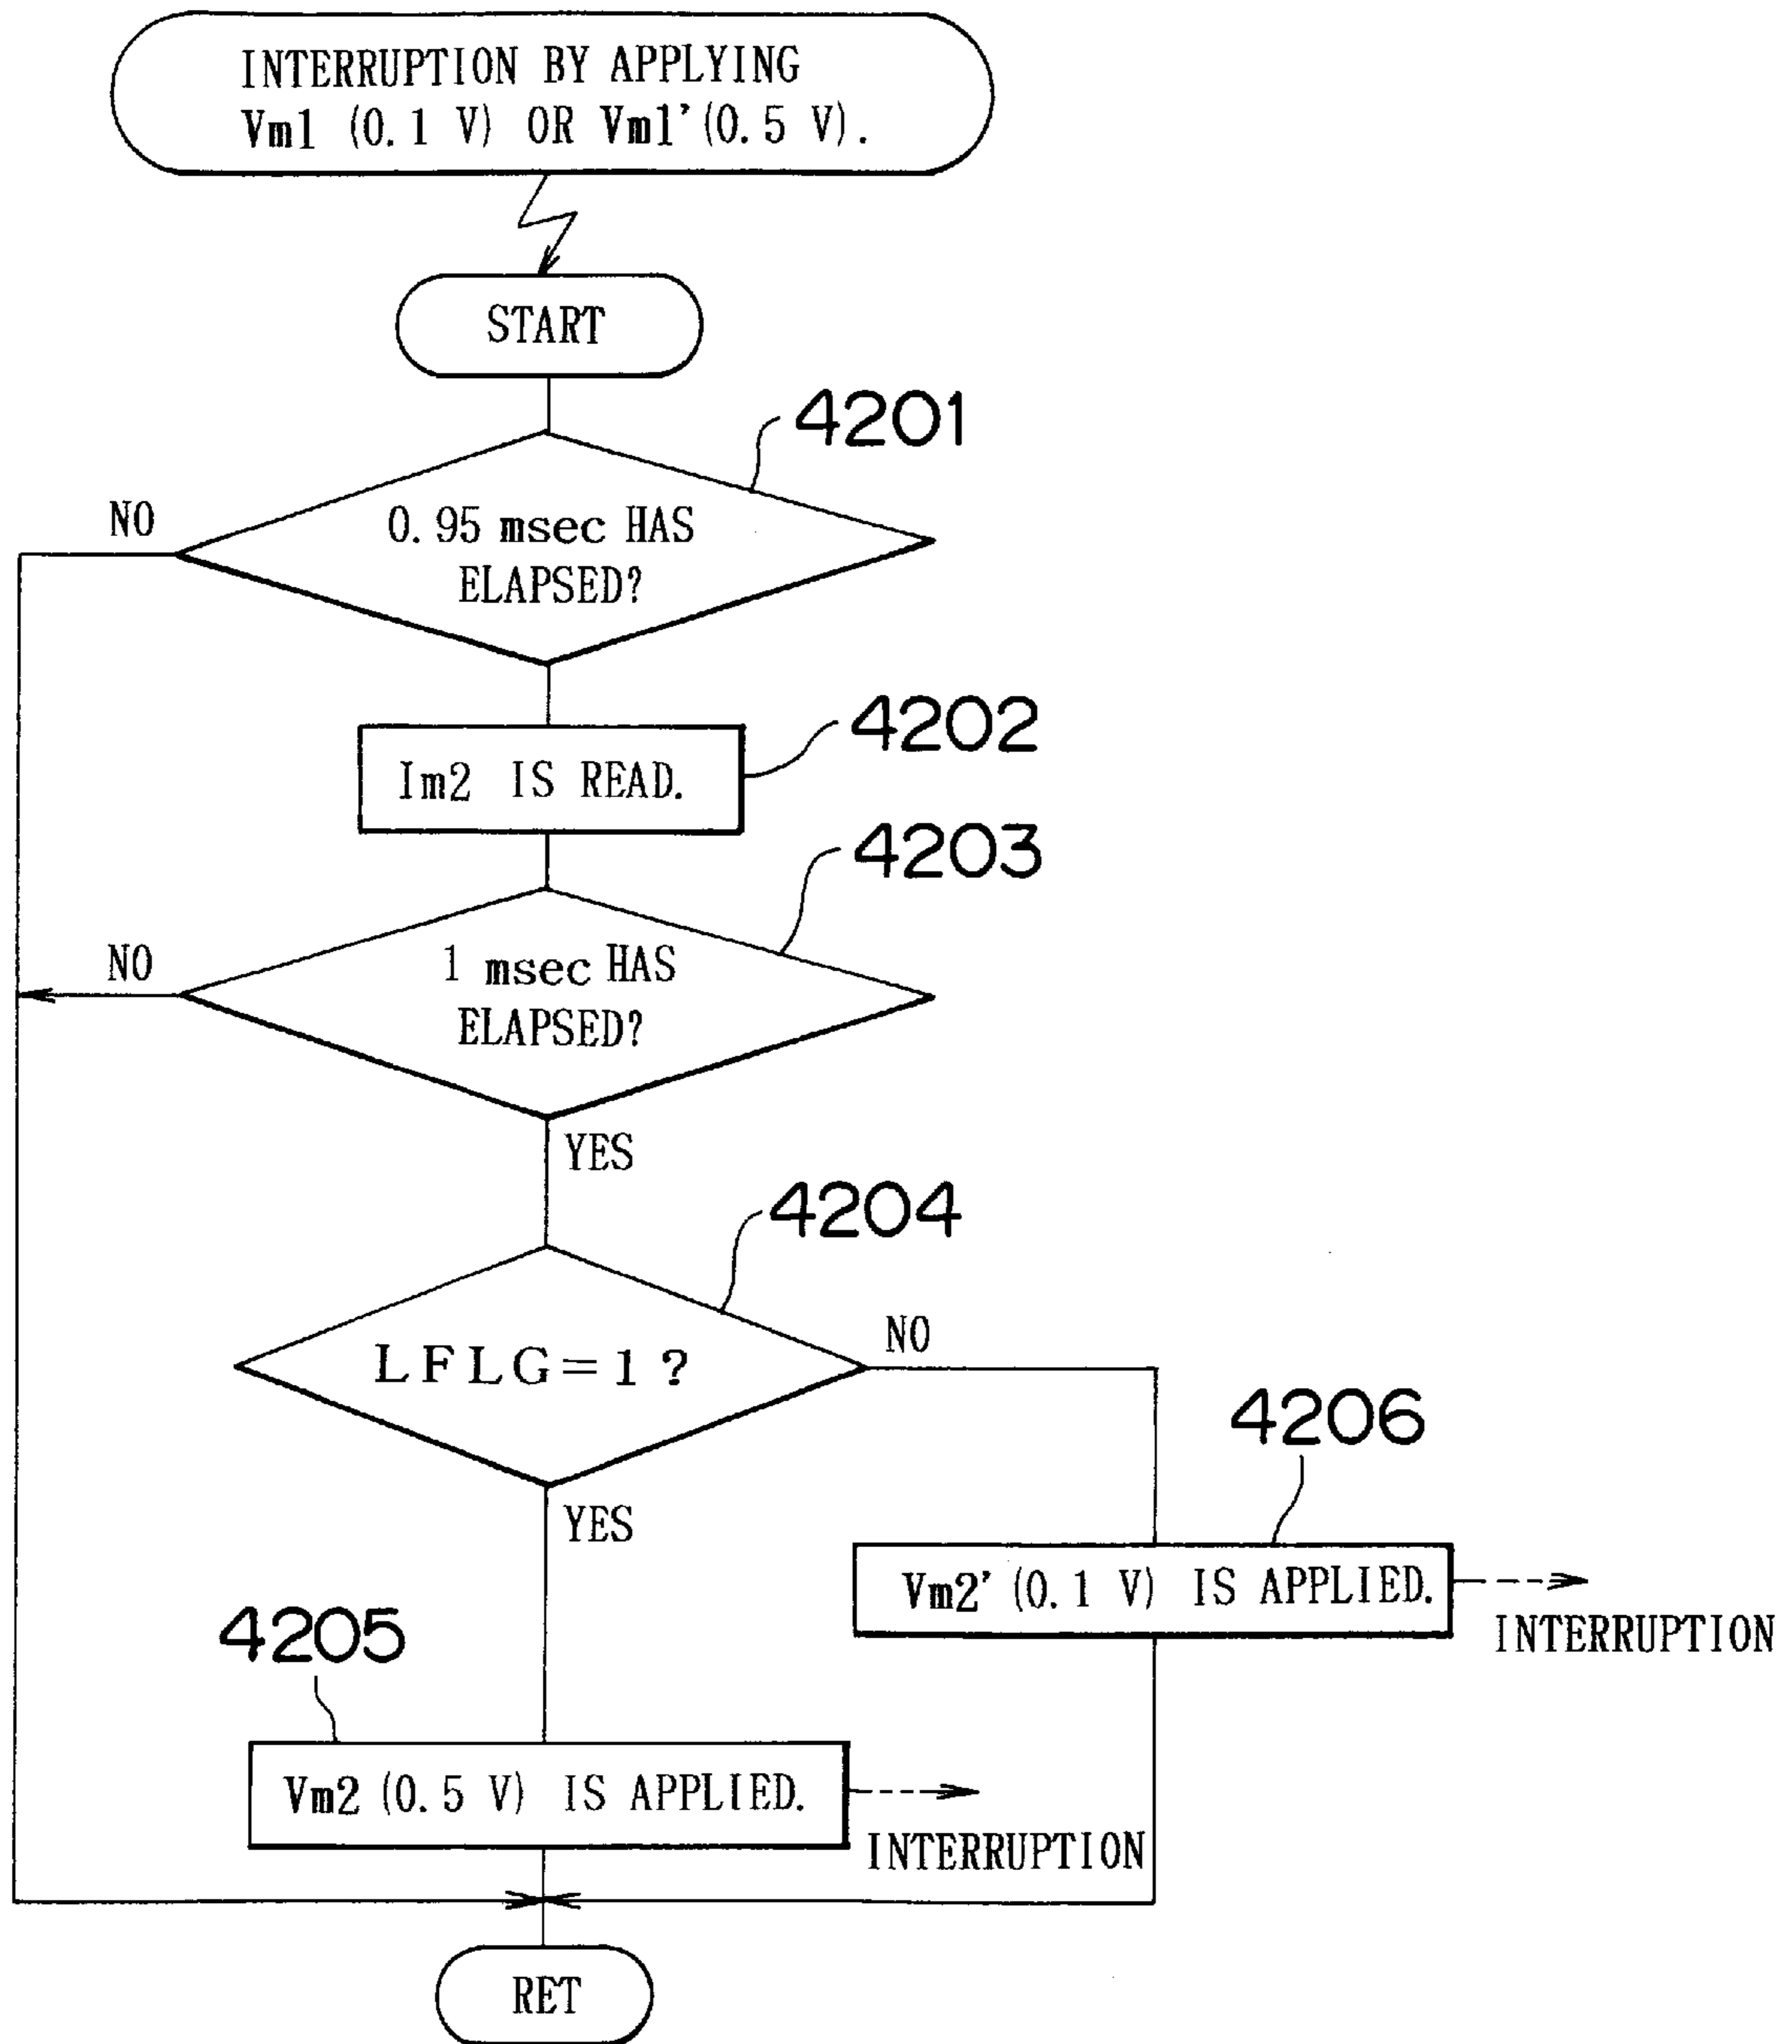 INTERRUPTION BY APPLYING
Vm1 (0.1 V) OR Vm1' (0.5 V).
START
4201
NO
0.95 msec HAS
ELAPSED?
4202
Im2 IS READ.
4203
NO
1 msec HAS
ELAPSED?
YES
4204
LFLG=1?
NO
4206
YES
Vm2' (0.1 V) IS APPLIED.
INTERRUPTION
4205
Vm2 (0.5 V) IS APPLIED.
INTERRUPTION
RET